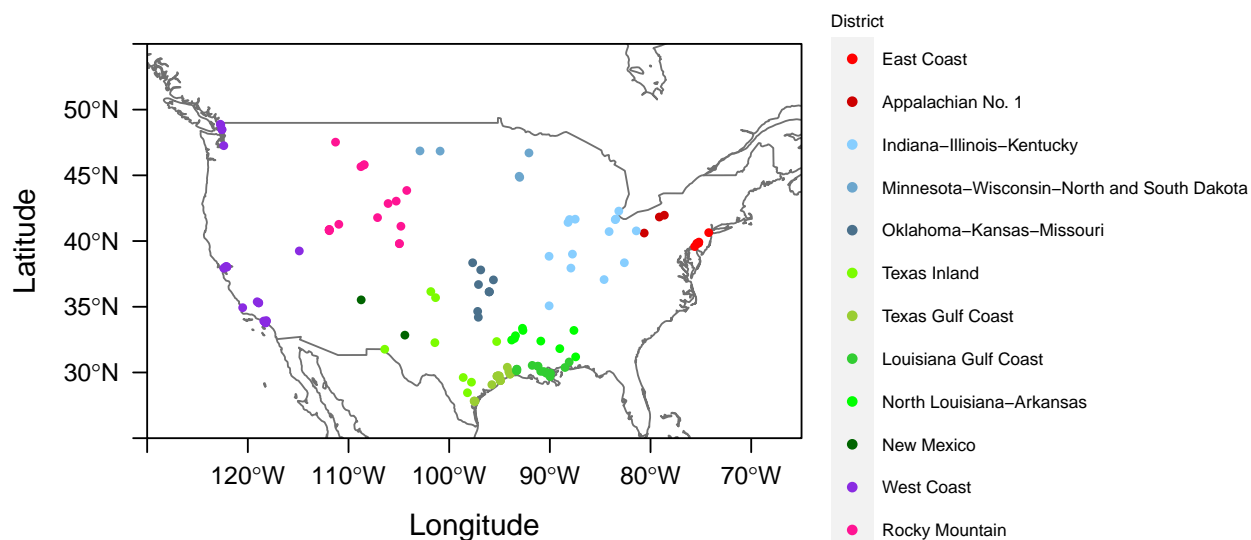 District
East Coast
Appalachian No. 1
Indiana−Illinois−Kentucky
Minnesota−Wisconsin−North and South Dakota
Oklahoma−Kansas−Missouri
Texas Inland
Texas Gulf Coast
Louisiana Gulf Coast
North Louisiana−Arkansas
New Mexico
West Coast
Rocky Mountain
Latitude
50°N
45°N
40°N
35°N
30°N
120°W 110°W 100°W 90°W 80°W 70°W
Longitude